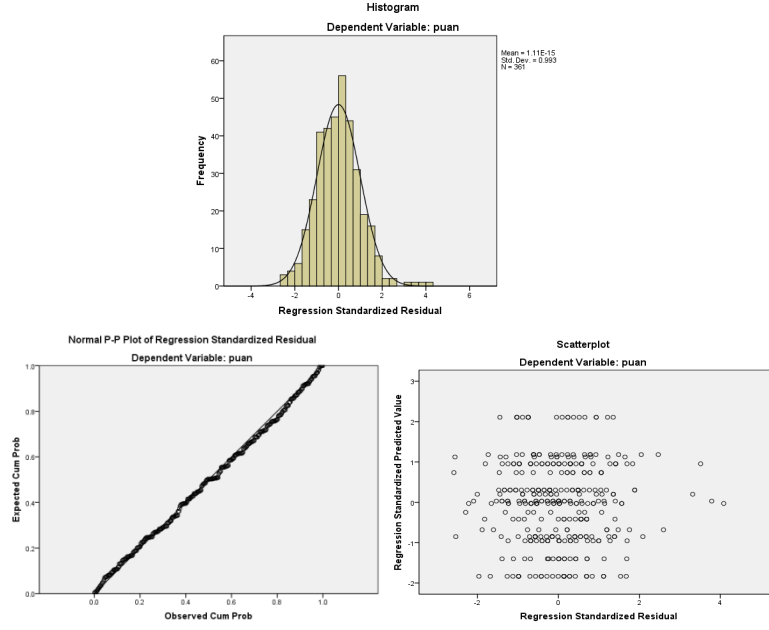 Histogram
Dependent Variable: puan
Mean = 1.11E-15
Std. Dev. = 0.993
N = 361
Frequency
60
50
40
30
20
10
0
-4 -2 0 2 4 6
Regression Standardized Residual
Normal P-P Plot of Regression Standardized Residual
Dependent Variable: puan
Expected Cum Prob
1.0
0.8
0.6
0.4
0.2
0.0
0.0 0.2 0.4 0.6 0.8 1.0
Observed Cum Prob
Scatterplot
Dependent Variable: puan
Regression Standardized Predicted Value
3
2
1
0
-1
-2
-2 0 2 4
Regression Standardized Residual